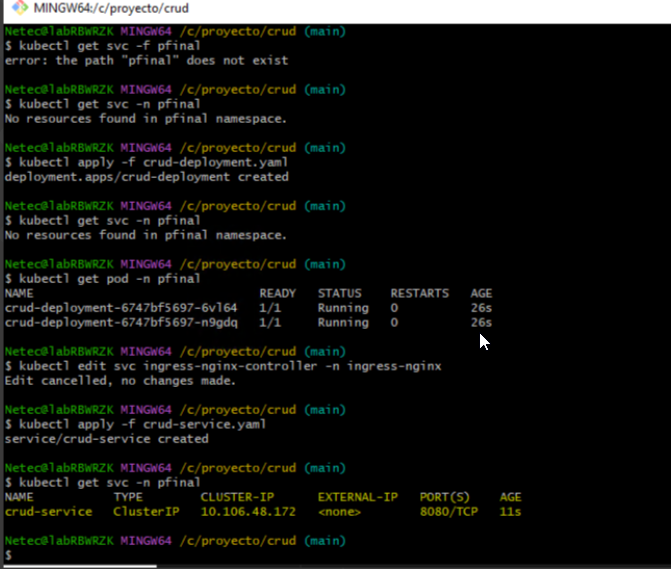 MINGW64:/c/proyecto/crud
Netec@labRBWRZK MINGW64 /c/proyecto/crud (main)
$ kubectl get svc -f pfinal
error: the path "pfinal" does not exist
Netec@labRBWRZK MINGW64 /c/proyecto/crud (main)
$ kubectl get svc -n pfinal
No resources found in pfinal namespace.
Netec@labRBWRZK MINGW64 /c/proyecto/crud (main)
$ kubectl apply -f crud-deployment.yaml
deployment.apps/crud-deployment created
Netec@labRBWRZK MINGW64 /c/proyecto/crud (main)
$ kubectl get svc -n pfinal
No resources found in pfinal namespace.
Netec@labRBWRZK MINGW64 /c/proyecto/crud (main)
$ kubectl get pod -n pfinal
NAME READY STATUS RESTARTS AGE
crud-deployment-6747bf5697-6vl64 1/1 Running 0 26s
crud-deployment-6747bf5697-n9gdq 1/1 Running 0 26s
Netec@labRBWRZK MINGW64 /c/proyecto/crud (main)
$ kubectl edit svc ingress-nginx-controller -n ingress-nginx
Edit cancelled, no changes made.
Netec@labRBWRZK MINGW64 /c/proyecto/crud (main)
$ kubectl apply -f crud-service.yaml
service/crud-service created
Netec@labRBWRZK MINGW64 /c/proyecto/crud (main)
$ kubectl get svc -n pfinal
NAME TYPE CLUSTER-IP EXTERNAL-IP PORT(S) AGE
crud-service ClusterIP 10.106.48.172 <none> 8080/TCP 11s
Netec@labRBWRZK MINGW64 /c/proyecto/crud (main)
$